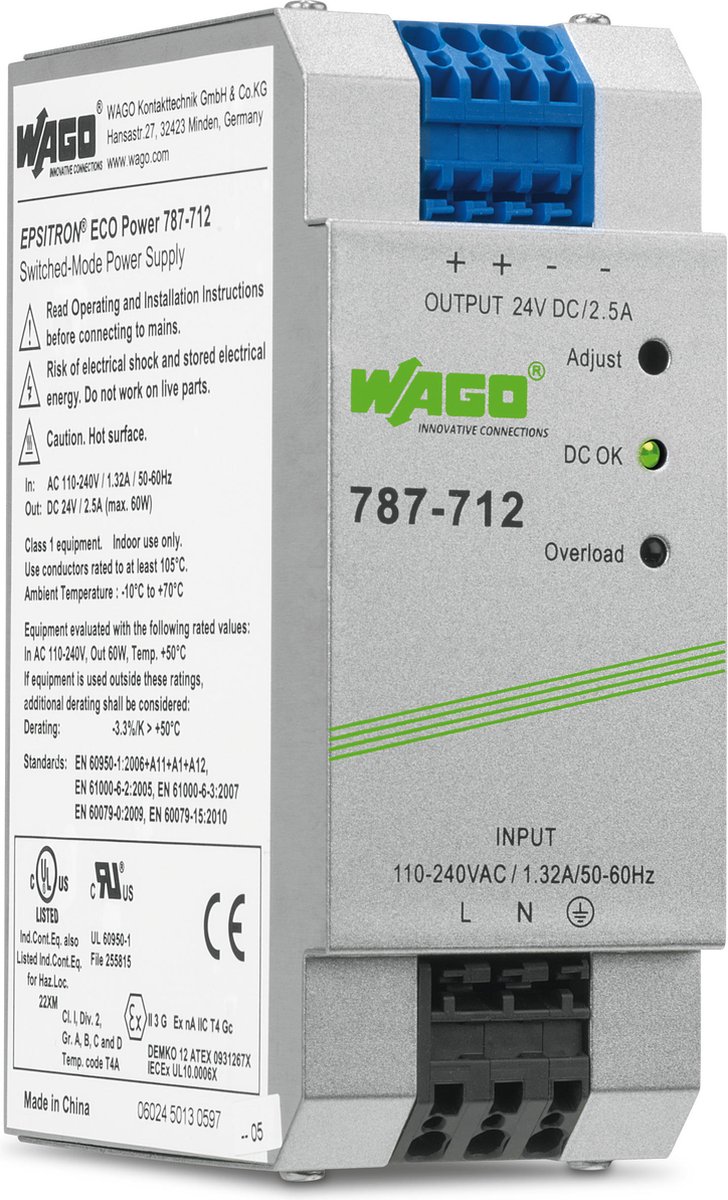 WAGO®
INNOVATIVE CONNECTIONS
WAGO Kontakttechnik GmbH & Co.KG
Hansastr.27, 32423 Minden, Germany
www.wago.com
EPSITRON® ECO Power 787-712
Switched-Mode Power Supply
Read Operating and Installation Instructions
before connecting to mains.
Risk of electrical shock and stored electrical
energy. Do not work on live parts.
Caution. Hot surface.
In: AC 110-240V / 1.32A / 50-60Hz
Out: DC 24V / 2.5A (max. 60W)
Class 1 equipment. Indoor use only.
Use conductors rated to at least 105°C.
Ambient Temperature : -10°C to +70°C
Equipment evaluated with the following rated values:
In AC 110-240V, Out 60W, Temp. +50°C
If equipment is used outside these ratings,
additional derating shall be considered:
Derating: -3.3%/K > +50°C
Standards: EN 60950-1:2006+A11+A1+A12,
EN 61000-6-2:2005, EN 61000-6-3:2007
EN 60079-0:2009, EN 60079-15:2010
C UL US
LISTED
Ind.Cont.Eq. also
Listed Ind.Cont.Eq.
for Haz.Loc.
22XM
Cl. I, Div. 2,
Gr. A, B, C and D
Temp. code T4A
c RU® US
UL 60950-1
File 255815
CE
Ex II 3 G Ex nA IIC T4 Gc
DEMKO 12 ATEX 0931267X
IECEx UL10.0006X
Made in China
06024 5013 0597
-- 05
+ + - -
OUTPUT 24V DC/2.5A
Adjust
WAGO®
INNOVATIVE CONNECTIONS
DC OK
787-712
Overload
INPUT
110-240VAC / 1.32A/50-60Hz
L N